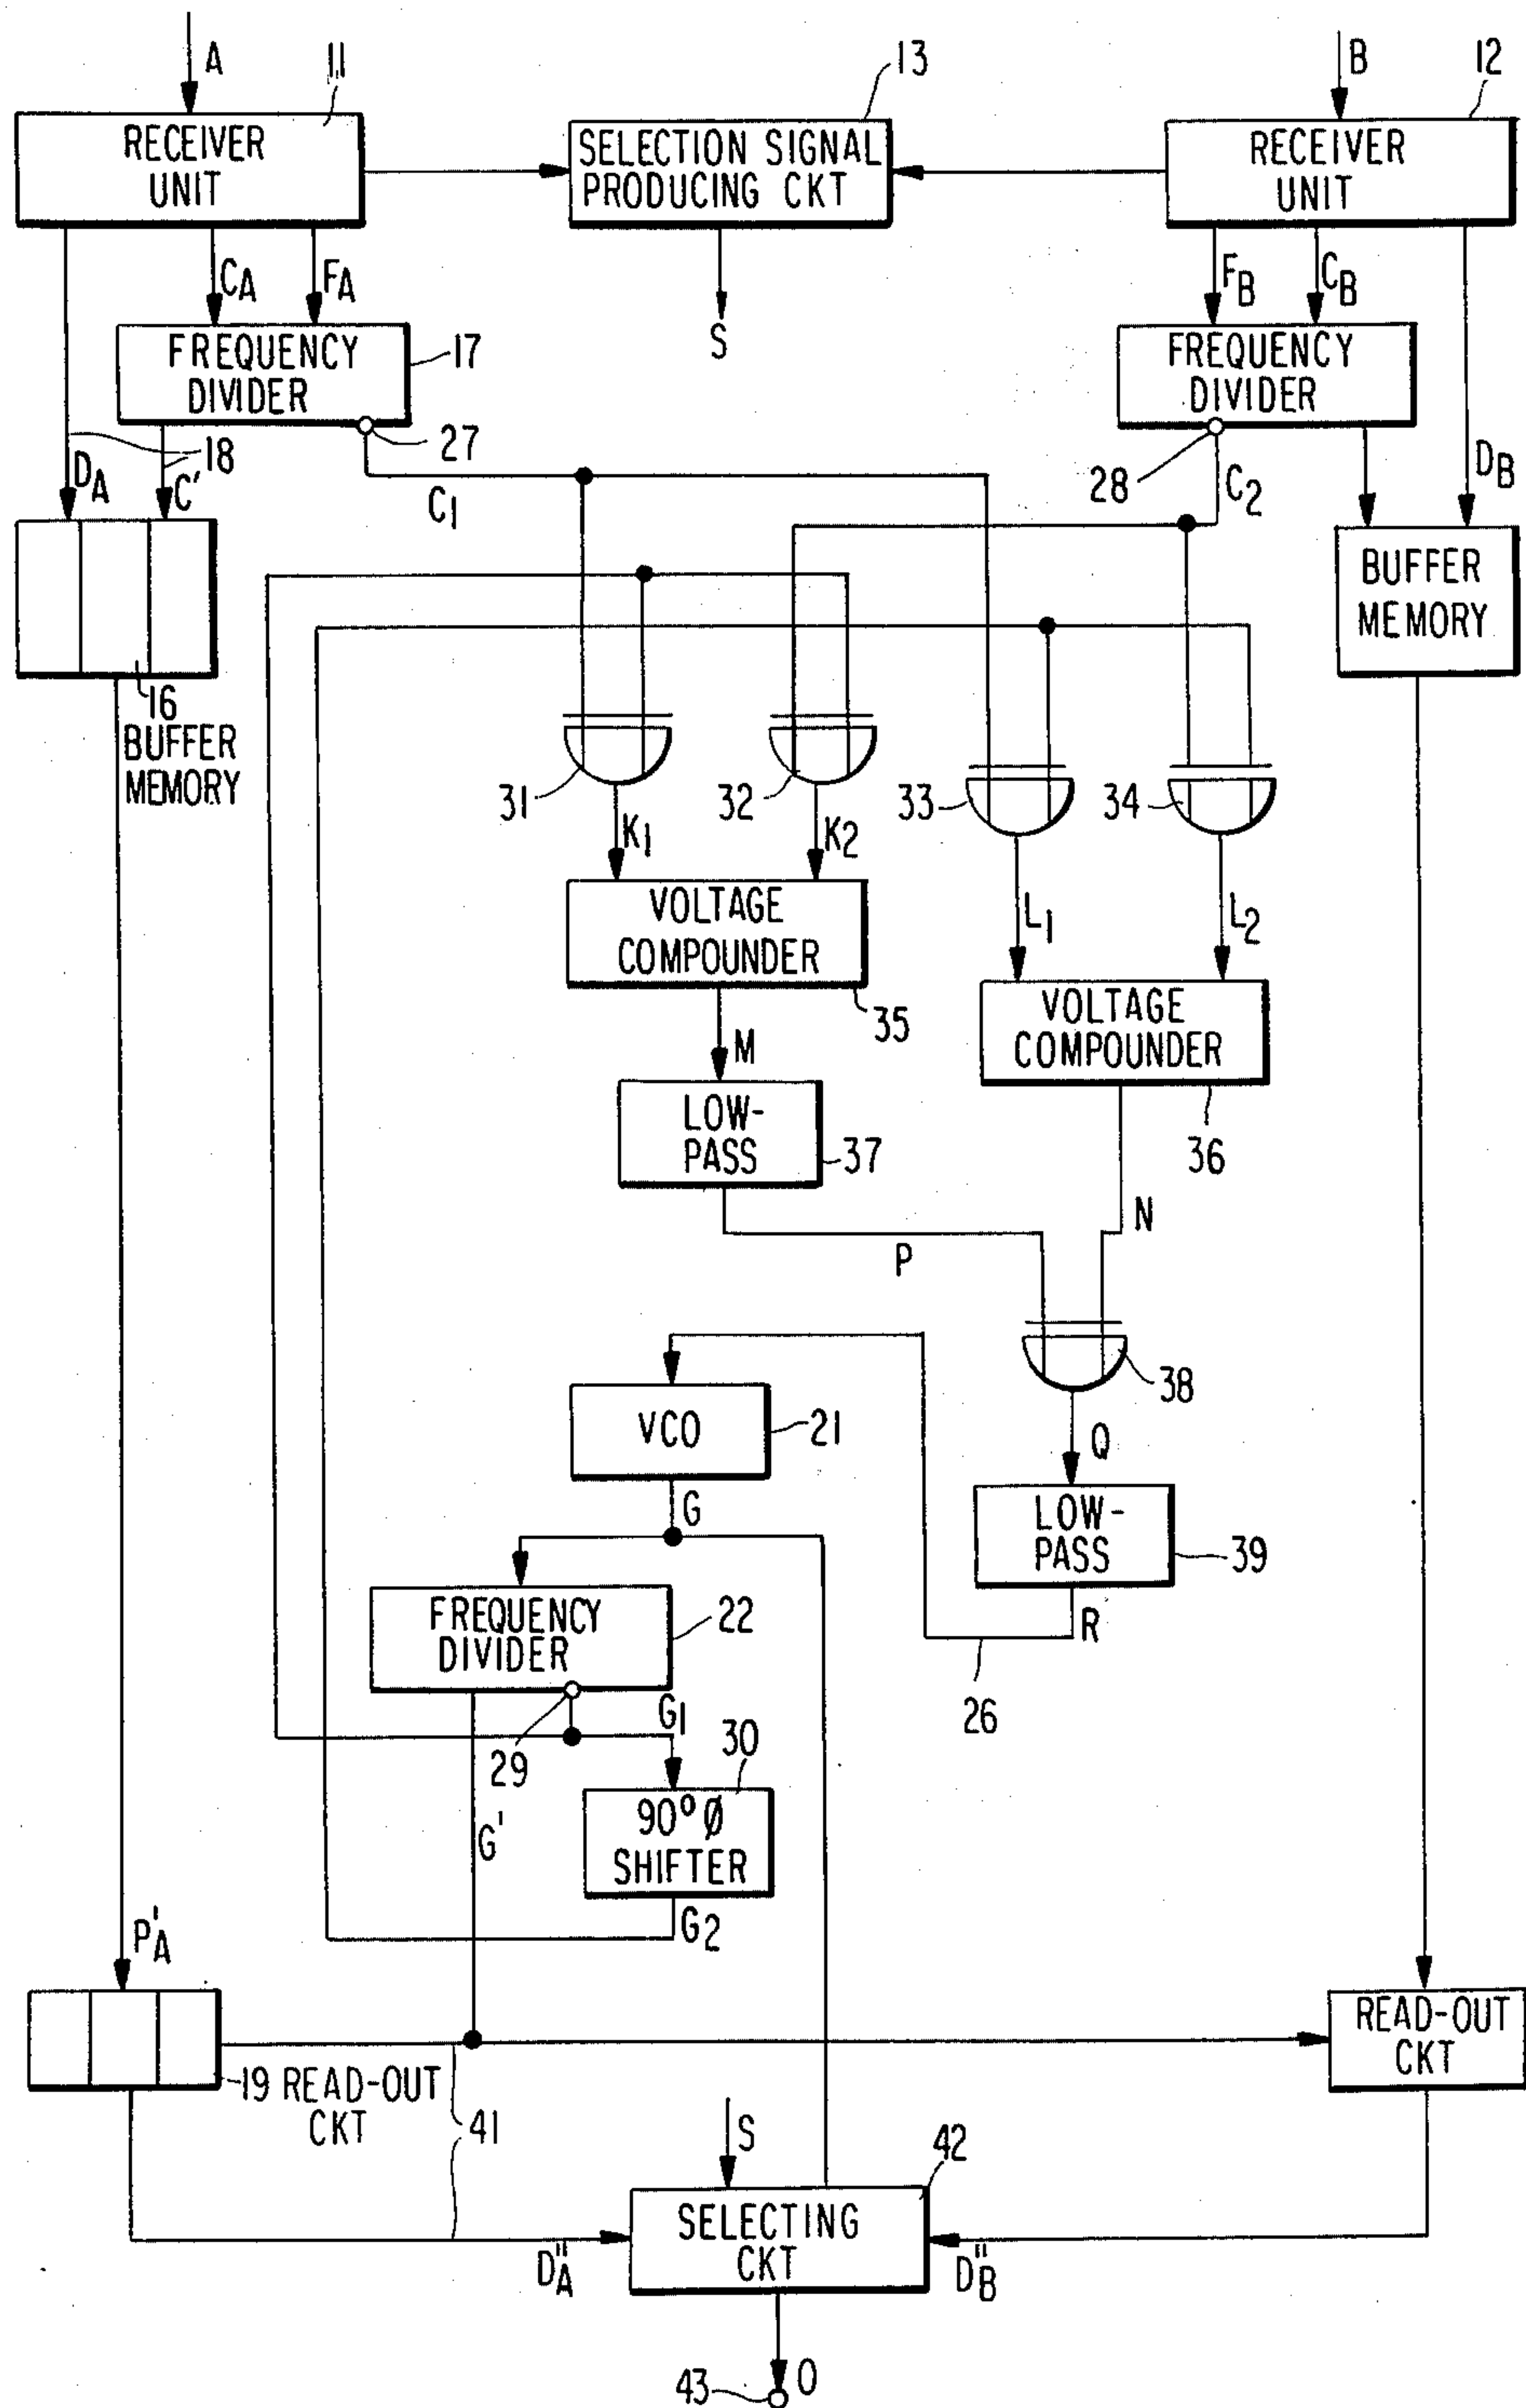 A
11
13
B
12
RECEIVER
UNIT
SELECTION SIGNAL
PRODUCING CKT
RECEIVER
UNIT
CA
FA
S
FB
CB
FREQUENCY
DIVIDER
17
FREQUENCY
DIVIDER
18
27
DA
C'
C1
28
C2
DB
BUFFER
MEMORY
16
BUFFER
MEMORY
31
32
33
34
K1
K2
VOLTAGE
COMPOUNDER
35
L1
L2
VOLTAGE
COMPOUNDER
36
M
LOW-
PASS
37
P
N
38
VCO
21
Q
G
LOW-
PASS
39
FREQUENCY
DIVIDER
22
R
26
G1
29
30
90° Ø
SHIFTER
G'
G2
P'A
READ-OUT
CKT
19 READ-OUT
CKT
41
S
42
SELECTING
CKT
D"A
D"B
43
O